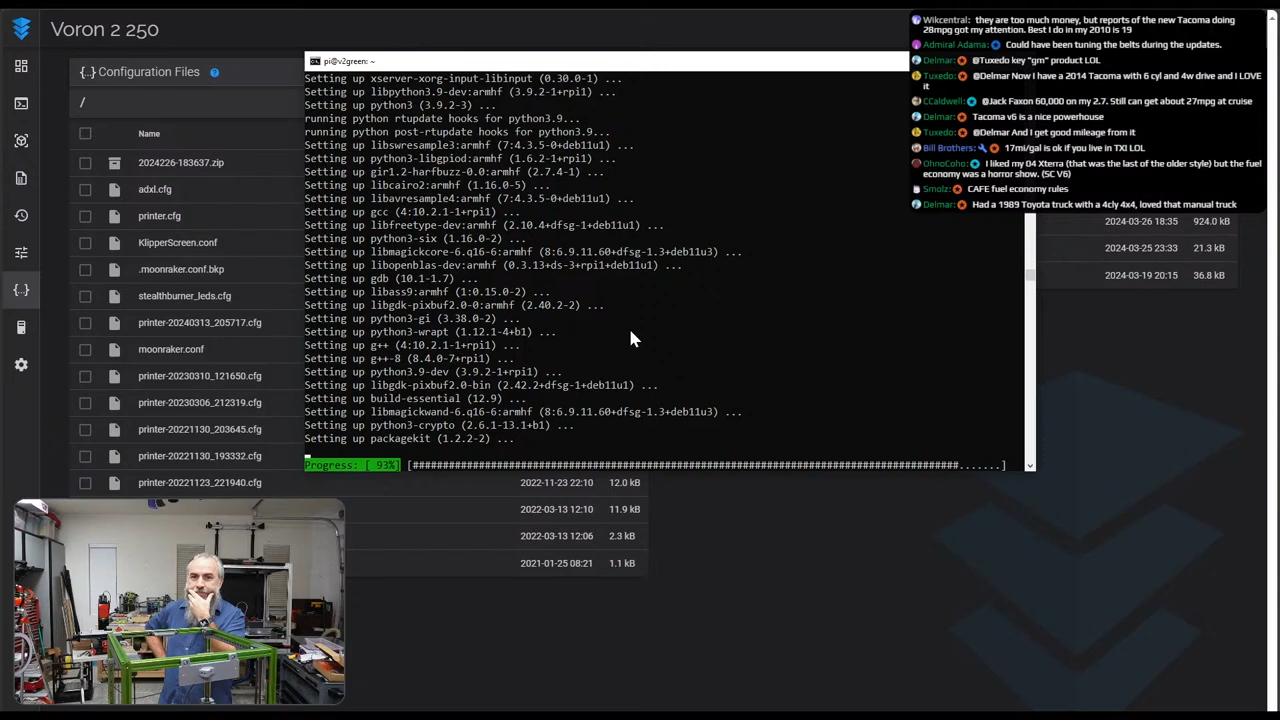 Voron 2 250
{··} Configuration Files ?
/
Name
2024226-183637.zip
adxl.cfg
printer.cfg
KlipperScreen.conf
.moonraker.conf.bkp
stealthburner_leds.cfg
printer-20240313_205717.cfg
moonraker.conf
printer-20230310_121650.cfg
printer-20230306_212319.cfg
printer-20221130_203645.cfg
printer-20221130_193332.cfg
printer-20221123_221940.cfg
pi@v2green: ~
Setting up xserver-xorg-input-libinput (0.30.0-1) ...
Setting up libpython3.9-dev:armhf (3.9.2-1+rpi1) ...
Setting up python3 (3.9.2-3) ...
running python rtupdate hooks for python3.9...
running python post-rtupdate hooks for python3.9...
Setting up libswresample3:armhf (7:4.3.5-0+deb11u1) ...
Setting up python3-libgpiod:armhf (1.6.2-1+rpi1) ...
Setting up gir1.2-harfbuzz-0.0:armhf (2.7.4-1) ...
Setting up libcairo2:armhf (1.16.0-5) ...
Setting up libavresample4:armhf (7:4.3.5-0+deb11u1) ...
Setting up gcc (4:10.2.1-1+rpi1) ...
Setting up libfreetype-dev:armhf (2.10.4+dfsg-1+deb11u1) ...
Setting up python3-six (1.16.0-2) ...
Setting up libmagickcore-6.q16-6:armhf (8:6.9.11.60+dfsg-1.3+deb11u3) ...
Setting up libopenblas-dev:armhf (0.3.13+ds-3+rpi1+deb11u1) ...
Setting up gdb (10.1-1.7) ...
Setting up libass9:armhf (1:0.15.0-2) ...
Setting up libgdk-pixbuf2.0-0:armhf (2.40.2-2) ...
Setting up python3-gi (3.38.0-2) ...
Setting up python3-wrapt (1.12.1-4+b1) ...
Setting up g++ (4:10.2.1-1+rpi1) ...
Setting up g++-8 (8.4.0-7+rpi1) ...
Setting up python3.9-dev (3.9.2-1+rpi1) ...
Setting up libgdk-pixbuf2.0-bin (2.42.2+dfsg-1+deb11u1) ...
Setting up build-essential (12.9) ...
Setting up libmagickwand-6.q16-6:armhf (8:6.9.11.60+dfsg-1.3+deb11u3) ...
Setting up python3-crypto (2.6.1-13.1+b1) ...
Setting up packagekit (1.2.2-2) ...
Progress: [ 93%] [##########################################################################################.......]
2022-11-23 22:10 12.0 kB
2022-03-13 12:10 11.9 kB
2022-03-13 12:06 2.3 kB
2021-01-25 08:21 1.1 kB
Wikcentral: they are too much money, but reports of the new Tacoma doing
28mpg got my attention. Best I do in my 2010 is 19
Admiral Adama: Could have been tuning the belts during the updates.
Delmar: @Tuxedo key "gm" product LOL
Tuxedo: @Delmar Now I have a 2014 Tacoma with 6 cyl and 4w drive and I LOVE
it
CCaldwell: @Jack Faxon 60,000 on my 2.7. Still can get about 27mpg at cruise
Delmar: Tacoma v6 is a nice powerhouse
Tuxedo: @Delmar And I get good mileage from it
Bill Brothers: 17mi/gal is ok if you live in TX! LOL
OhnoCoho: I liked my 04 Xterra (that was the last of the older style) but the fuel
economy was a horror show. (SC V6)
Smolz: CAFE fuel economy rules
Delmar: Had a 1989 Toyota truck with a 4cly 4x4, loved that manual truck
2024-03-26 18:35 924.0 kB
2024-03-25 23:33 21.3 kB
2024-03-19 20:15 36.8 kB